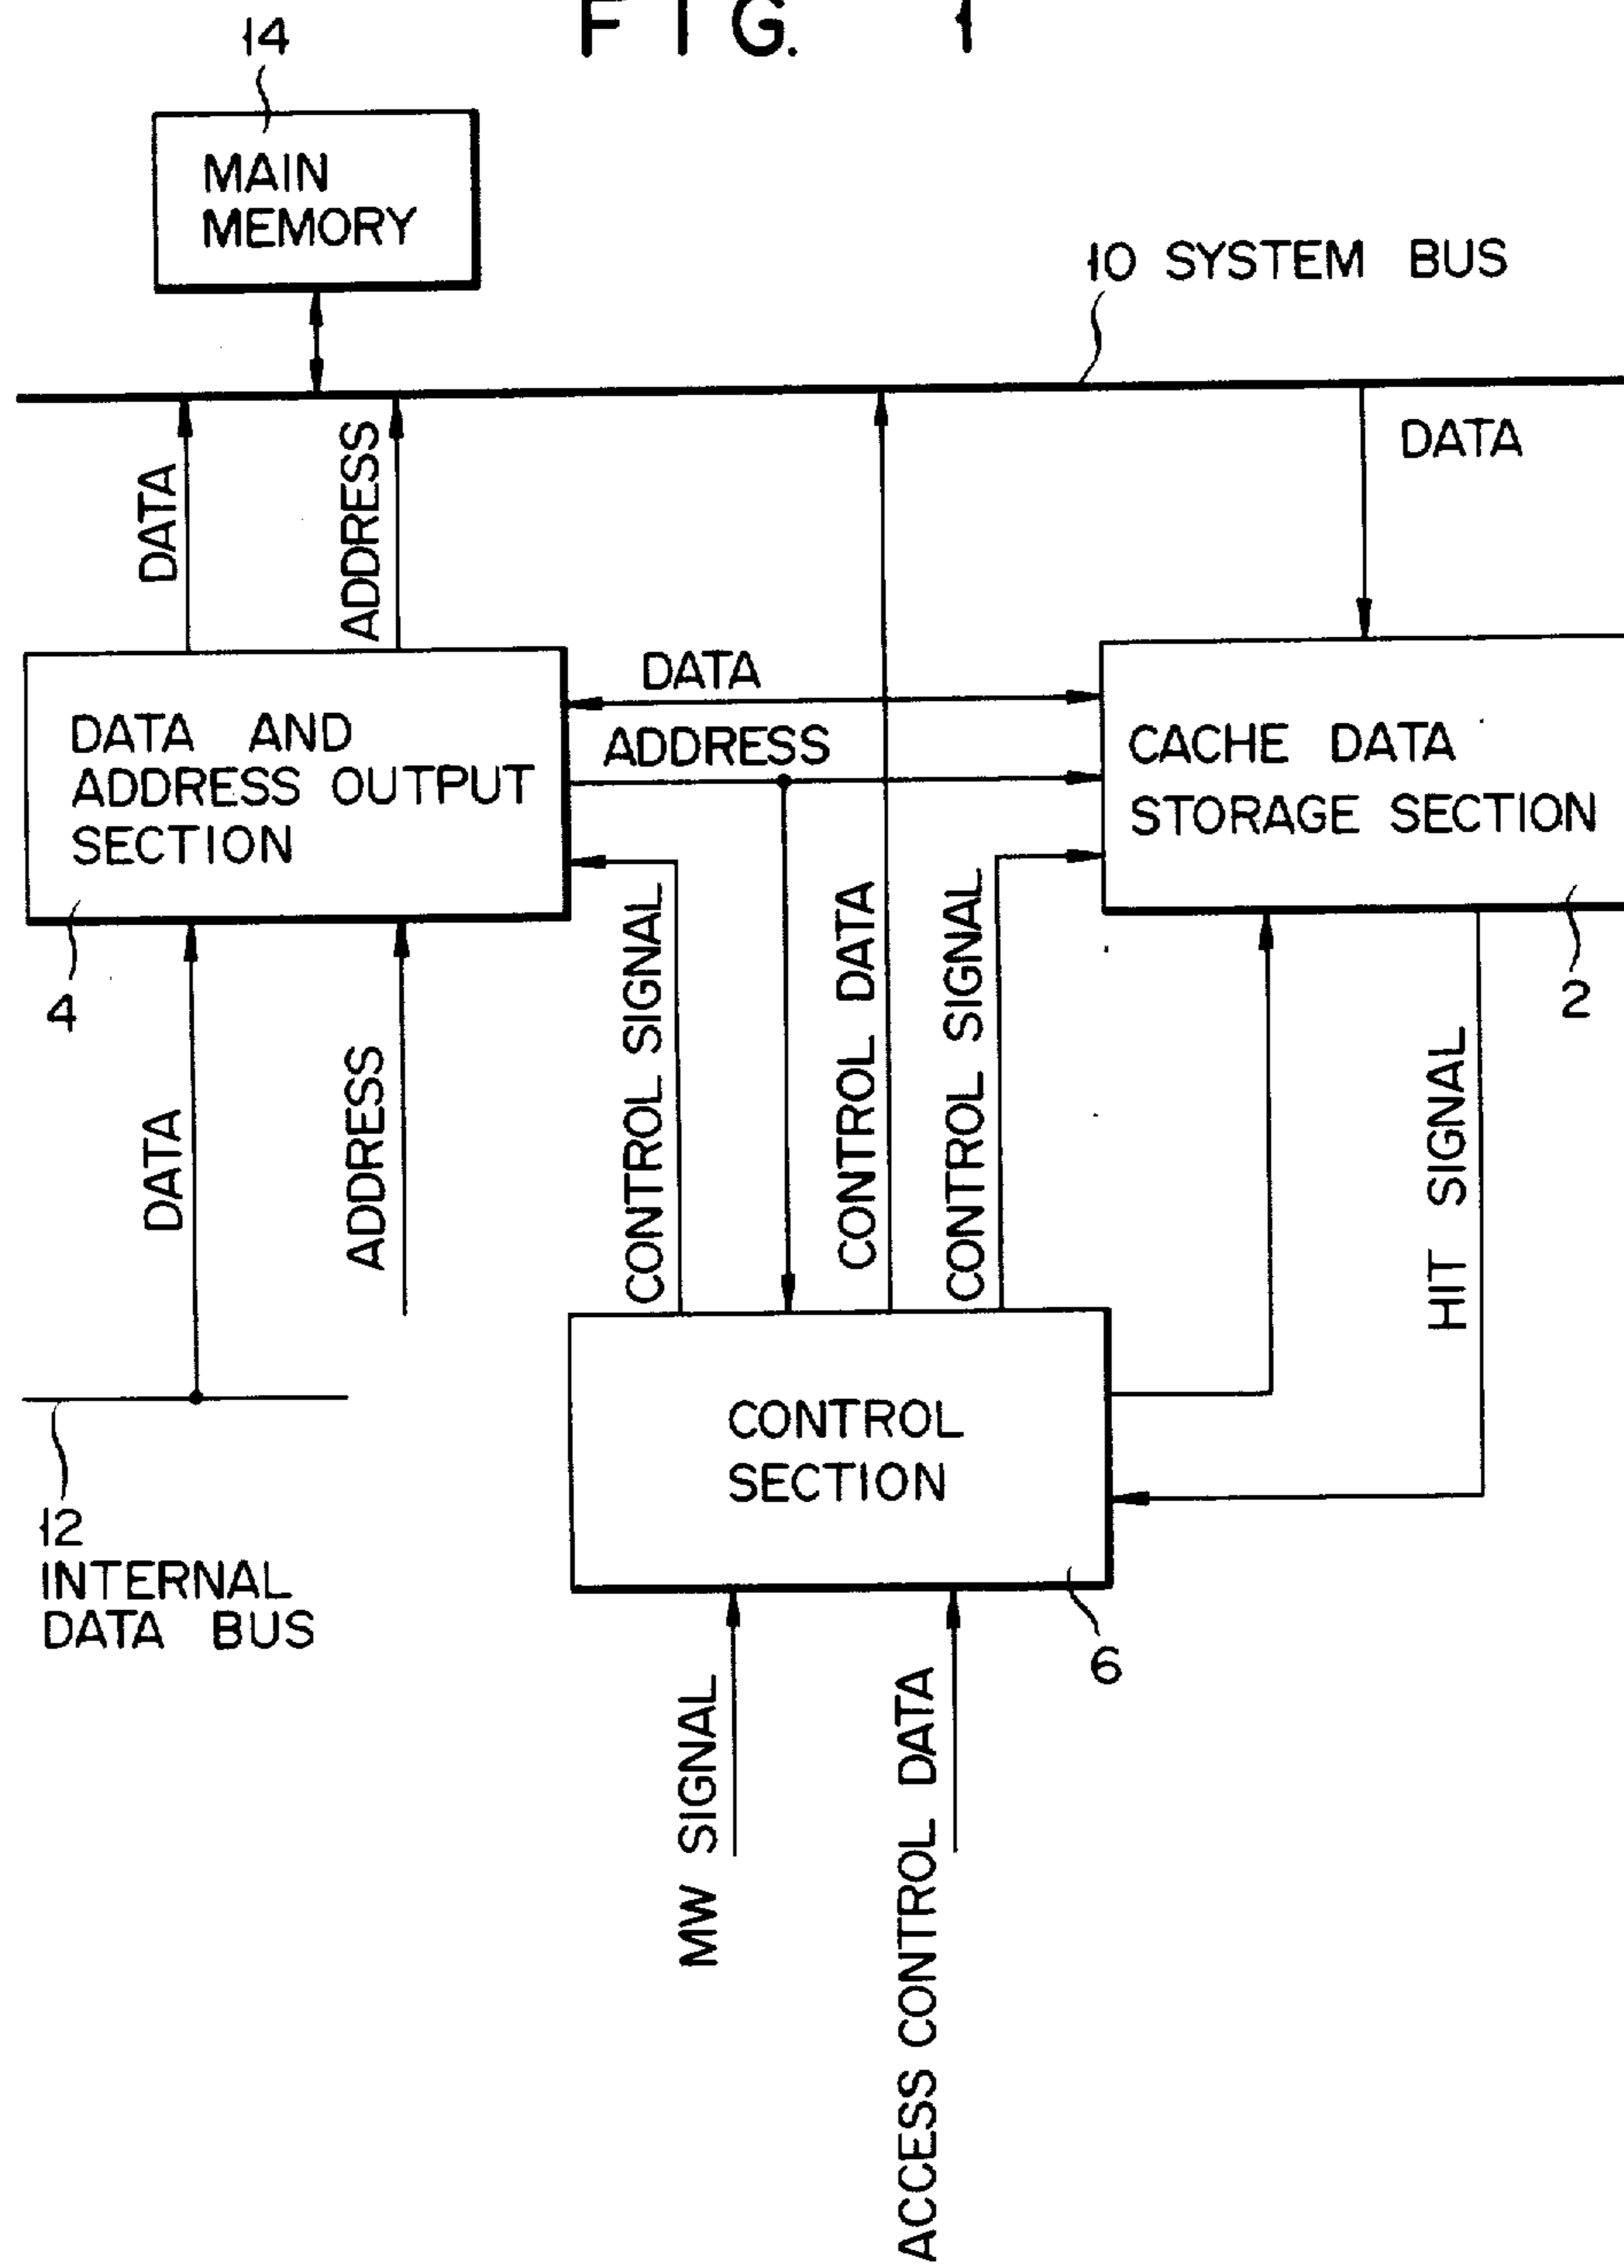 FIG. 1
14
MAIN
MEMORY
10 SYSTEM BUS
DATA
ADDRESS
DATA
DATA
ADDRESS
DATA AND
ADDRESS OUTPUT
SECTION
CACHE DATA
STORAGE SECTION
4
2
DATA
ADDRESS
CONTROL SIGNAL
CONTROL DATA
CONTROL SIGNAL
HIT SIGNAL
CONTROL
SECTION
12
INTERNAL
DATA BUS
6
MW SIGNAL
ACCESS CONTROL DATA